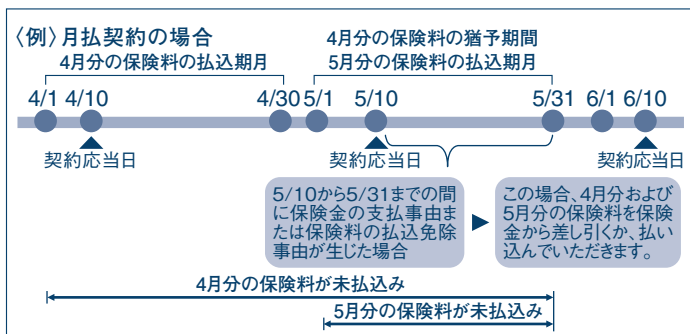 〈例〉月払契約の場合
4月分の保険料の払込期月
4月分の保険料の猶予期間
5月分の保険料の払込期月
4/1 4/10 4/30 5/1 5/10 5/31 6/1 6/10
契約応当日 契約応当日 契約応当日
5/10から5/31までの間
に保険金の支払事由ま
たは保険料の払込免除
事由が生じた場合
この場合、4月分および
5月分の保険料を保険
金から差し引くか、払い
込んでいただきます。
4月分の保険料が未払込み
5月分の保険料が未払込み